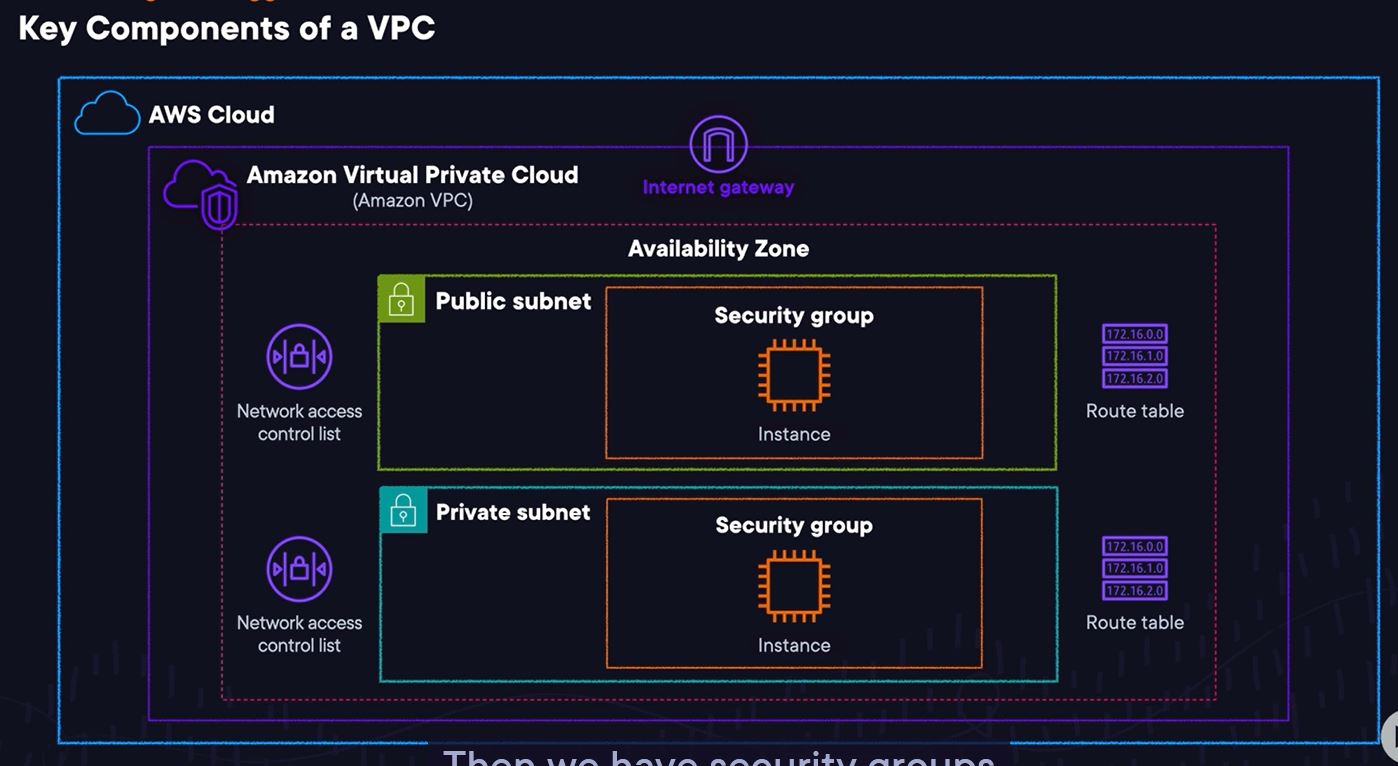 Key Components of a VPC
AWS Cloud
Internet gateway
Amazon Virtual Private Cloud
(Amazon VPC)
Availability Zone
Public subnet
Security group
Instance
Network access
control list
172.16.0.0
172.16.1.0
172.16.2.0
Route table
Private subnet
Security group
Instance
Network access
control list
172.16.0.0
172.16.1.0
172.16.2.0
Route table
Then we have security groups